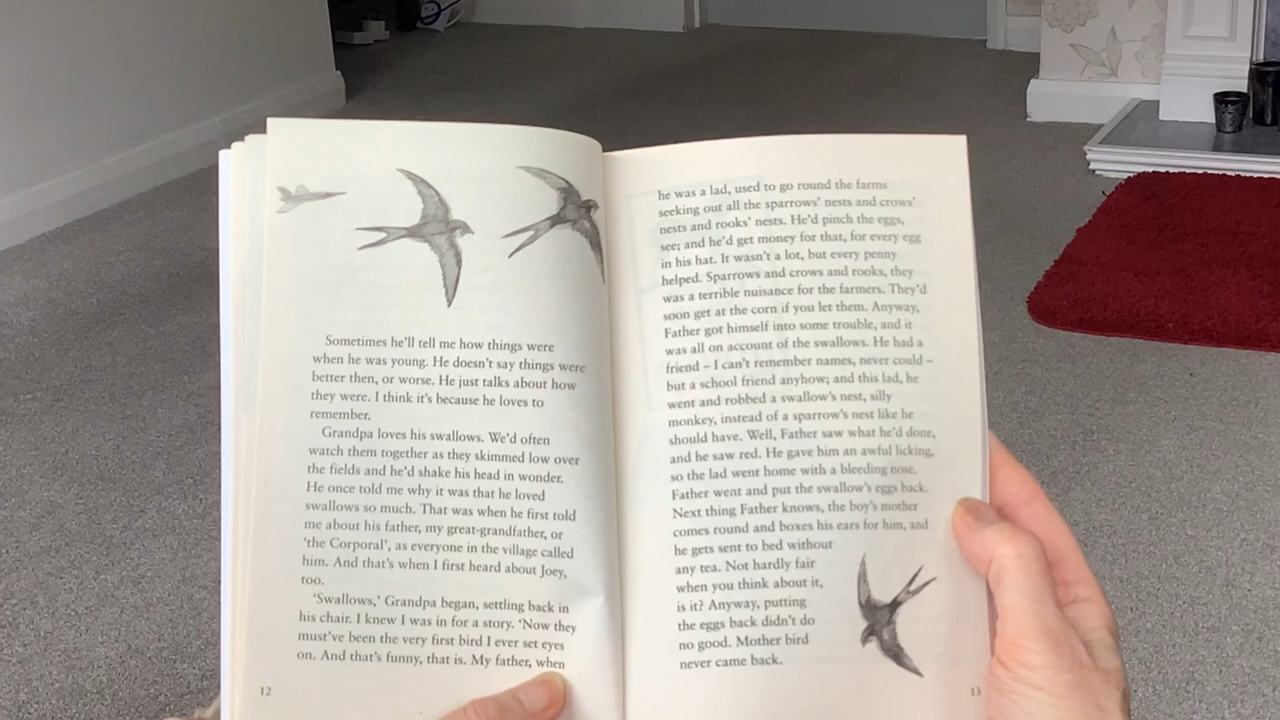 Sometimes he'll tell me how things were
when he was young. He doesn't say things were
better then, or worse. He just talks about how
they were. I think it's because he loves to
remember.
Grandpa loves his swallows. We'd often
watch them together as they skimmed low over
the fields and he'd shake his head in wonder.
He once told me why it was that he loved
swallows so much. That was when he first told
me about his father, my great-grandfather, or
'the Corporal', as everyone in the village called
him. And that's when I first heard about Joey,
too.
'Swallows,' Grandpa began, settling back in
his chair. I knew I was in for a story. 'Now they
must've been the very first bird I ever set eyes
on. And that's funny, that is. My father, when
12
he was a lad, used to go round the farms
seeking out all the sparrows' nests and crows'
nests and rooks' nests. He'd pinch the eggs,
see; and he'd get money for that, for every egg
in his hat. It wasn't a lot, but every penny
helped. Sparrows and crows and rooks, they
was a terrible nuisance for the farmers. They'd
soon get at the corn if you let them. Anyway,
Father got himself into some trouble, and it
was all on account of the swallows. He had a
friend – I can't remember names, never could –
but a school friend anyhow; and this lad, he
went and robbed a swallow's nest, silly
monkey, instead of a sparrow's nest like he
should have. Well, Father saw what he'd done,
and he saw red. He gave him an awful licking,
so the lad went home with a bleeding nose.
Father went and put the swallow's eggs back.
Next thing Father knows, the boy's mother
comes round and boxes his ears for him, and
he gets sent to bed without
any tea. Not hardly fair
when you think about it,
is it? Anyway, putting
the eggs back didn't do
no good. Mother bird
never came back.
13